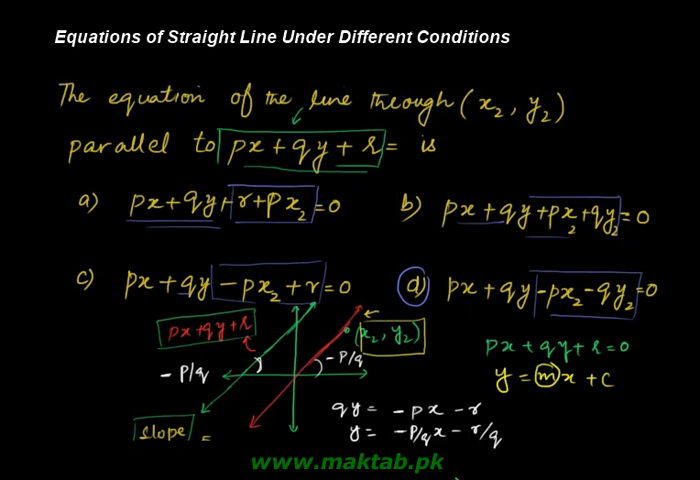 Equations of Straight Line Under Different Conditions
The equation of the line through (x₂, y₂)
parallel to px + qy + r = is
a) px + qy + r + px₂ = 0
b) px + qy + px₂ + qy₂ = 0
c) px + qy - px₂ + r = 0
d) px + qy - px₂ - qy₂ = 0
px + qy + r
(x₂, y₂)
px + qy + r = 0
- P/q
- P/q
y = mx + c
qy = - px - r
slope =
y = - P/q x - r/q
www.maktab.pk